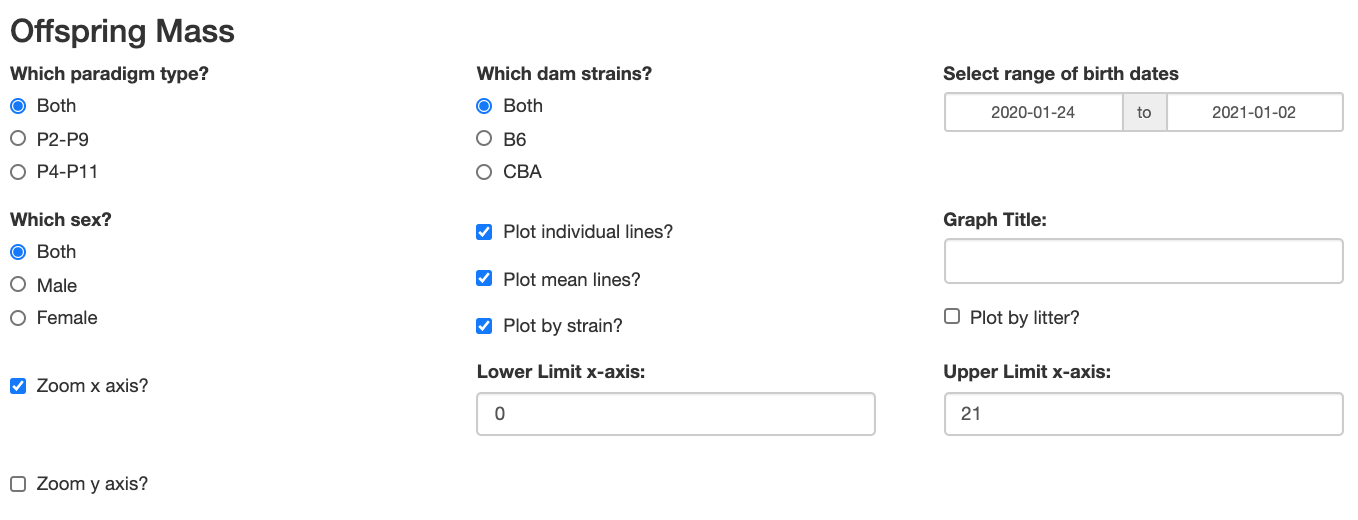 Offspring Mass
Which paradigm type?
Both
P2-P9
P4-P11
Which dam strains?
Both
B6
CBA
Select range of birth dates
2020-01-24 to 2021-01-02
Which sex?
Both
Male
Female
Plot individual lines?
Plot mean lines?
Plot by strain?
Graph Title:
Plot by litter?
Zoom x axis?
Lower Limit x-axis:
0
Upper Limit x-axis:
21
Zoom y axis?